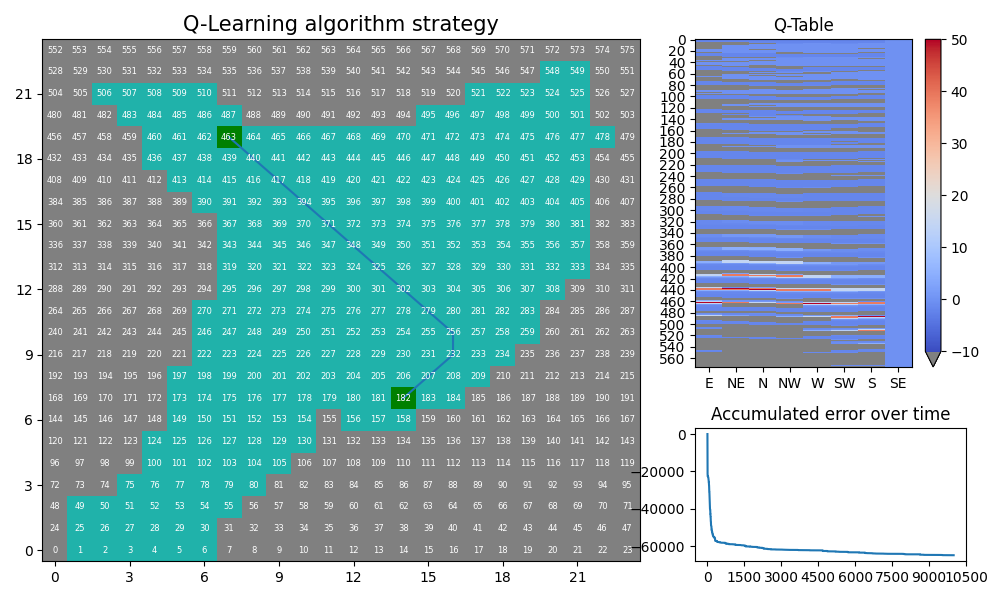 Q-Learning algorithm strategy
552 553 554 555 556 557 558 559 560 561 562 563 564 565 566 567 568 569 570 571 572 573 574 575
528 529 530 531 532 533 534 535 536 537 538 539 540 541 542 543 544 545 546 547 548 549 550 551
21 504 505 506 507 508 509 510 511 512 513 514 515 516 517 518 519 520 521 522 523 524 525 526 527
480 481 482 483 484 485 486 487 488 489 490 491 492 493 494 495 496 497 498 499 500 501 502 503
456 457 458 459 460 461 462 463 464 465 466 467 468 469 470 471 472 473 474 475 476 477 478 479
18 432 433 434 435 436 437 438 439 440 441 442 443 444 445 446 447 448 449 450 451 452 453 454 455
408 409 410 411 412 413 414 415 416 417 418 419 420 421 422 423 424 425 426 427 428 429 430 431
384 385 386 387 388 389 390 391 392 393 394 395 396 397 398 399 400 401 402 403 404 405 406 407
15 360 361 362 363 364 365 366 367 368 369 370 371 372 373 374 375 376 377 378 379 380 381 382 383
336 337 338 339 340 341 342 343 344 345 346 347 348 349 350 351 352 353 354 355 356 357 358 359
312 313 314 315 316 317 318 319 320 321 322 323 324 325 326 327 328 329 330 331 332 333 334 335
12 288 289 290 291 292 293 294 295 296 297 298 299 300 301 302 303 304 305 306 307 308 309 310 311
264 265 266 267 268 269 270 271 272 273 274 275 276 277 278 279 280 281 282 283 284 285 286 287
240 241 242 243 244 245 246 247 248 249 250 251 252 253 254 255 256 257 258 259 260 261 262 263
9 216 217 218 219 220 221 222 223 224 225 226 227 228 229 230 231 232 233 234 235 236 237 238 239
192 193 194 195 196 197 198 199 200 201 202 203 204 205 206 207 208 209 210 211 212 213 214 215
168 169 170 171 172 173 174 175 176 177 178 179 180 181 182 183 184 185 186 187 188 189 190 191
6 144 145 146 147 148 149 150 151 152 153 154 155 156 157 158 159 160 161 162 163 164 165 166 167
120 121 122 123 124 125 126 127 128 129 130 131 132 133 134 135 136 137 138 139 140 141 142 143
96 97 98 99 100 101 102 103 104 105 106 107 108 109 110 111 112 113 114 115 116 117 118 119
3 72 73 74 75 76 77 78 79 80 81 82 83 84 85 86 87 88 89 90 91 92 93 94 95
48 49 50 51 52 53 54 55 56 57 58 59 60 61 62 63 64 65 66 67 68 69 70 71
24 25 26 27 28 29 30 31 32 33 34 35 36 37 38 39 40 41 42 43 44 45 46 47
0 0 1 2 3 4 5 6 7 8 9 10 11 12 13 14 15 16 17 18 19 20 21 22 23
0 3 6 9 12 15 18 21
Q-Table
0
20
40
60
80
100
120
140
160
180
200
220
240
260
280
300
320
340
360
380
400
420
440
460
480
500
520
540
560
E NE N NW W SW S SE
50
40
30
20
10
0
−10
Accumulated error over time
0
−20000
−40000
−60000
0 1500 3000 4500 6000 7500 9000 10500